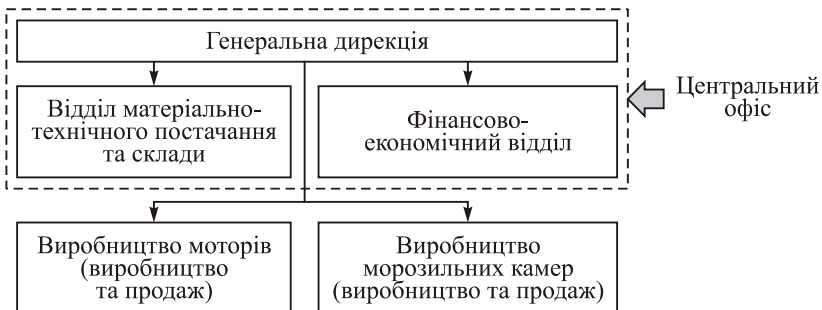 Генеральна дирекція
Відділ матеріально-
технічного постачання
та склади
Фінансово-
економічний відділ
Центральний
офіс
Виробництво моторів
(виробництво
та продаж)
Виробництво
морозильних камер
(виробництво та продаж)